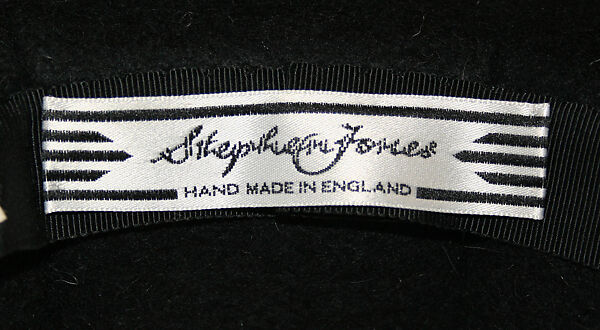 Stephen Jones
HAND MADE IN ENGLAND